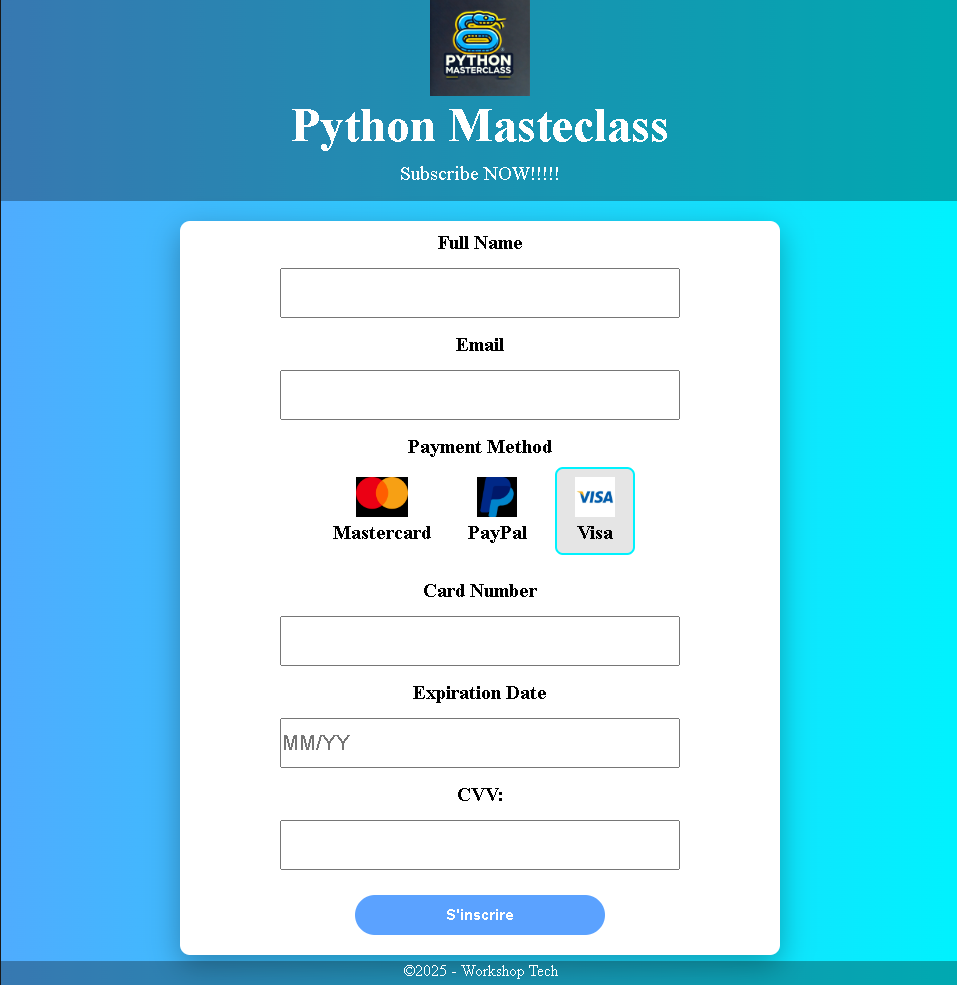 PYTHON
MASTERCLASS
Python Masteclass
Subscribe NOW!!!!!
Full Name
Email
Payment Method
VISA
Mastercard PayPal Visa
Card Number
Expiration Date
MM/YY
CVV:
S'inscrire
©2025 - Workshop Tech